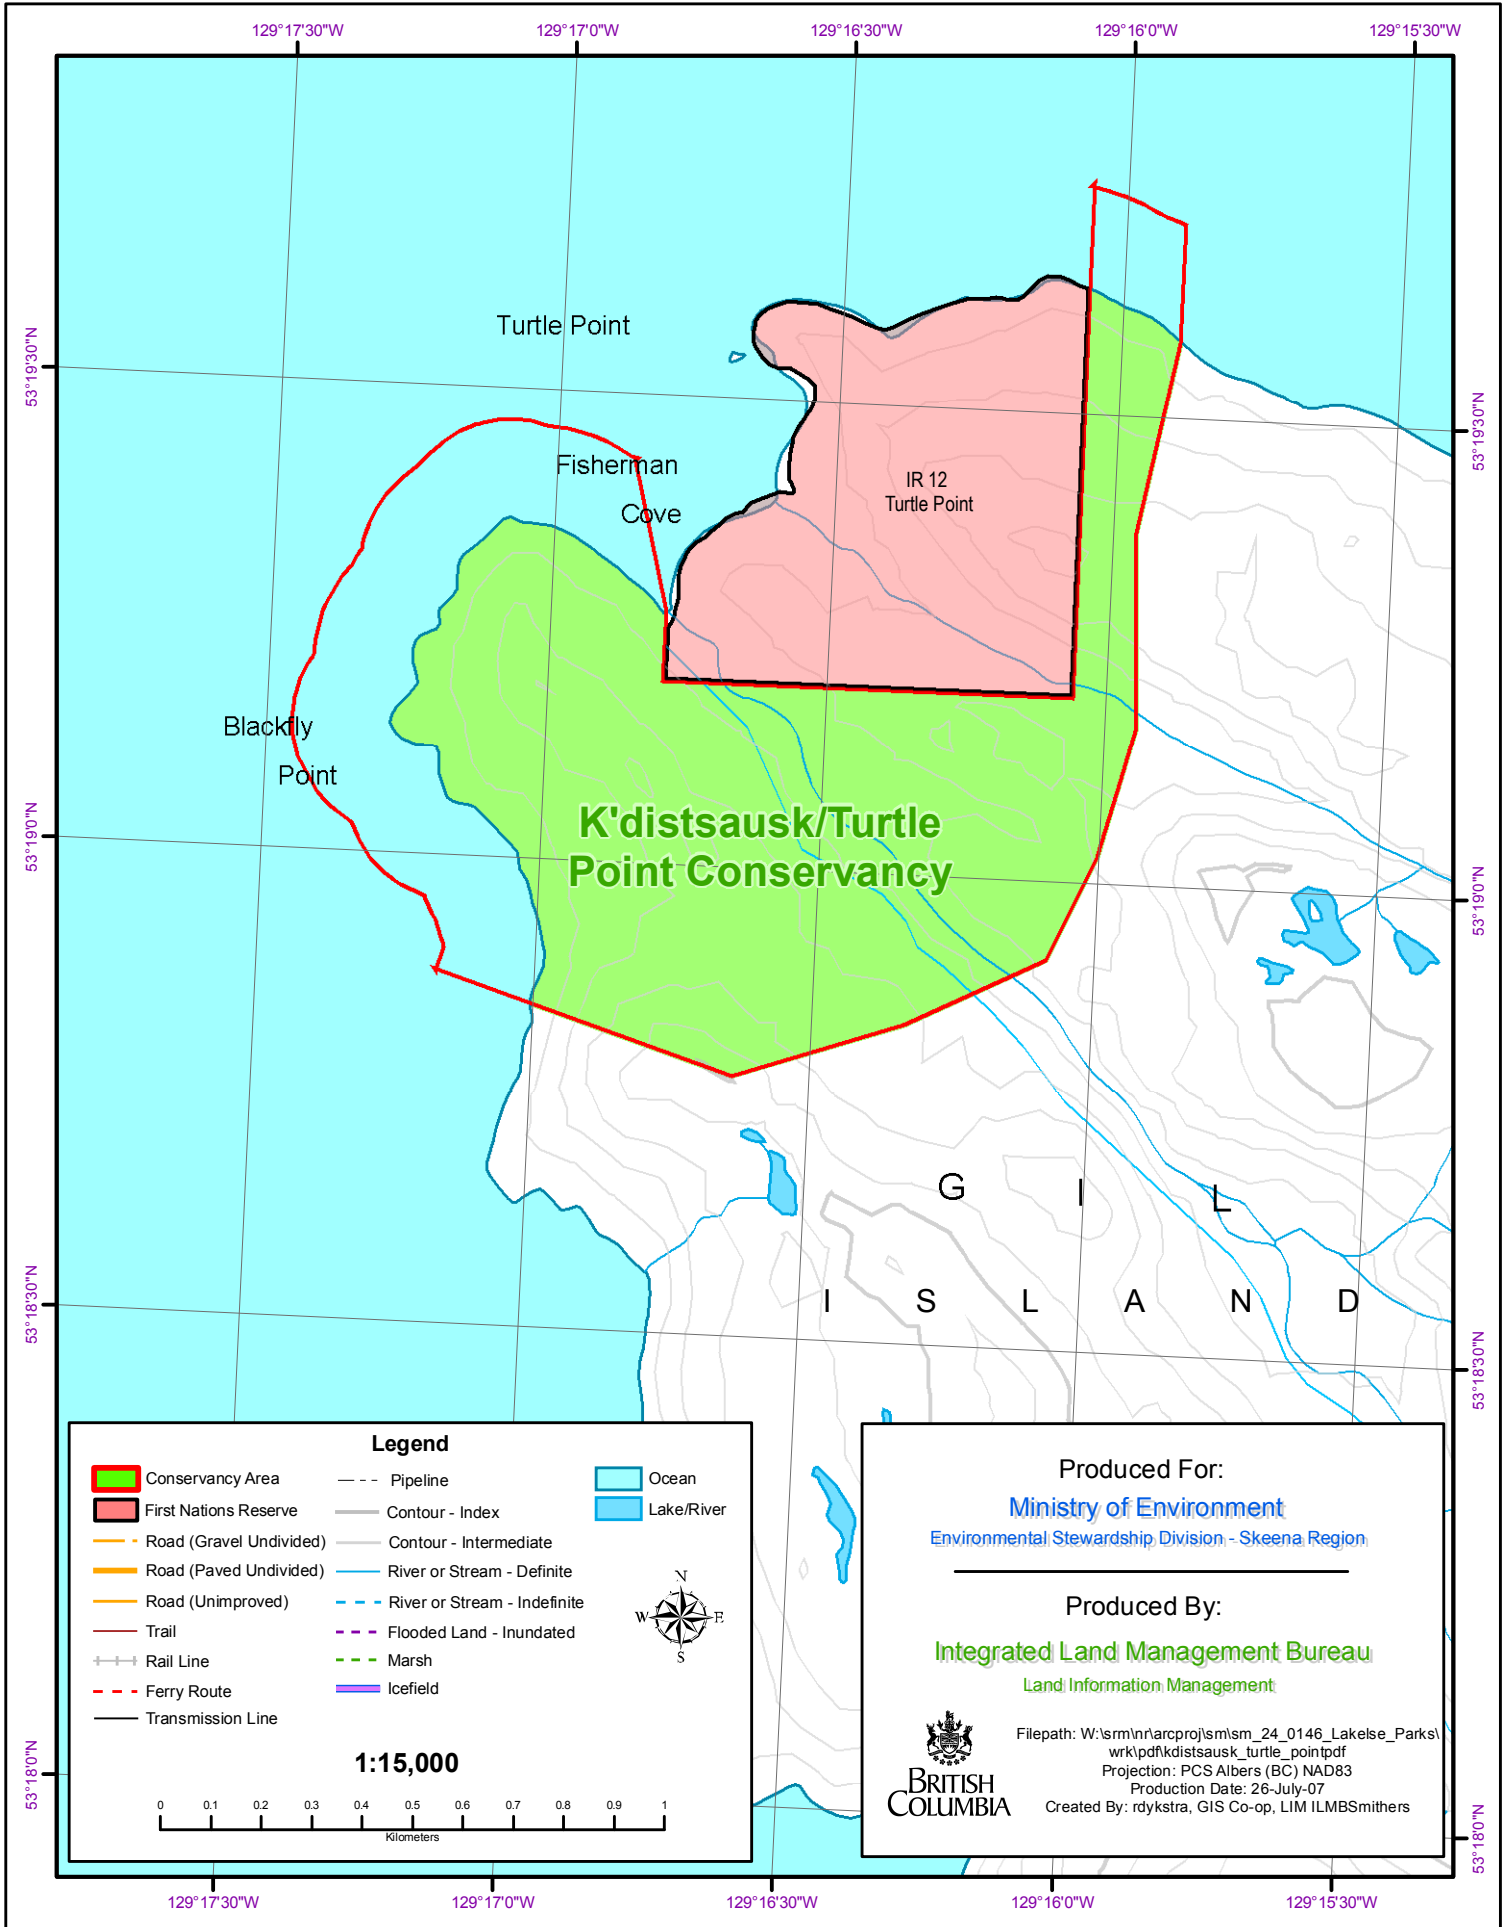 129°17'30"W
129°17'0"W
129°16'30"W
129°16'0"W
129°15'30"W
53°19'30"N
53°19'0"N
53°18'30"N
53°18'0"N
53°19'30"N
53°19'0"N
53°18'30"N
53°18'0"N
Turtle Point
Fisherman
Cove
IR 12
Turtle Point
Blackfly
Point
K'distsausk/Turtle
Point Conservancy
G I L
I S L A N D
Legend
Conservancy Area
First Nations Reserve
Road (Gravel Undivided)
Road (Paved Undivided)
Road (Unimproved)
Trail
Rail Line
Ferry Route
Transmission Line
Pipeline
Contour - Index
Contour - Intermediate
River or Stream - Definite
River or Stream - Indefinite
Flooded Land - Inundated
Marsh
Icefield
Ocean
Lake/River
N
W E
S
1:15,000
0 0.1 0.2 0.3 0.4 0.5 0.6 0.7 0.8 0.9 1
Kilometers
Produced For:
Ministry of Environment
Environmental Stewardship Division - Skeena Region
Produced By:
Integrated Land Management Bureau
Land Information Management
BRITISH
COLUMBIA
Filepath: W:\srm\nr\arcproj\sm\sm_24_0146_Lakelse_Parks\
wrk\pdf\kdistsausk_turtle_pointpdf
Projection: PCS Albers (BC) NAD83
Production Date: 26-July-07
Created By: rdykstra, GIS Co-op, LIM ILMBSmithers
129°17'30"W
129°17'0"W
129°16'30"W
129°16'0"W
129°15'30"W